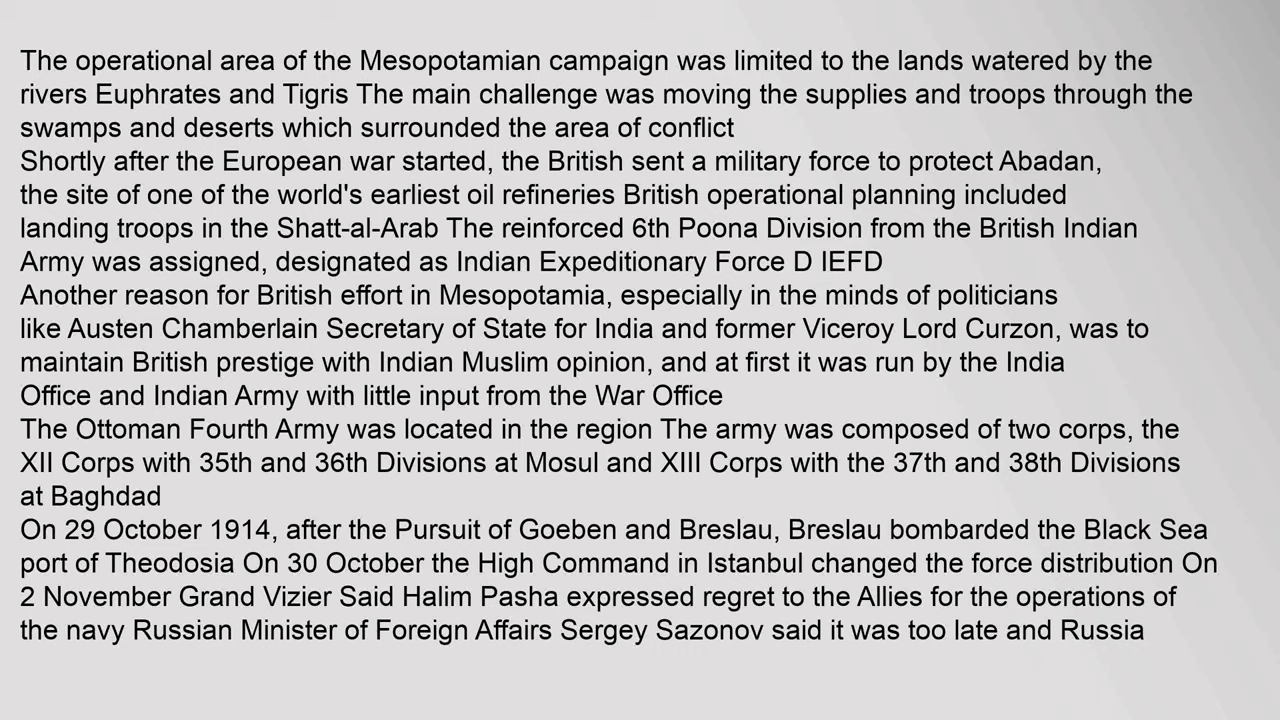 The operational area of the Mesopotamian campaign was limited to the lands watered by the
rivers Euphrates and Tigris The main challenge was moving the supplies and troops through the
swamps and deserts which surrounded the area of conflict
Shortly after the European war started, the British sent a military force to protect Abadan,
the site of one of the world's earliest oil refineries British operational planning included
landing troops in the Shatt-al-Arab The reinforced 6th Poona Division from the British Indian
Army was assigned, designated as Indian Expeditionary Force D IEFD
Another reason for British effort in Mesopotamia, especially in the minds of politicians
like Austen Chamberlain Secretary of State for India and former Viceroy Lord Curzon, was to
maintain British prestige with Indian Muslim opinion, and at first it was run by the India
Office and Indian Army with little input from the War Office
The Ottoman Fourth Army was located in the region The army was composed of two corps, the
XII Corps with 35th and 36th Divisions at Mosul and XIII Corps with the 37th and 38th Divisions
at Baghdad
On 29 October 1914, after the Pursuit of Goeben and Breslau, Breslau bombarded the Black Sea
port of Theodosia On 30 October the High Command in Istanbul changed the force distribution On
2 November Grand Vizier Said Halim Pasha expressed regret to the Allies for the operations of
the navy Russian Minister of Foreign Affairs Sergey Sazonov said it was too late and Russia